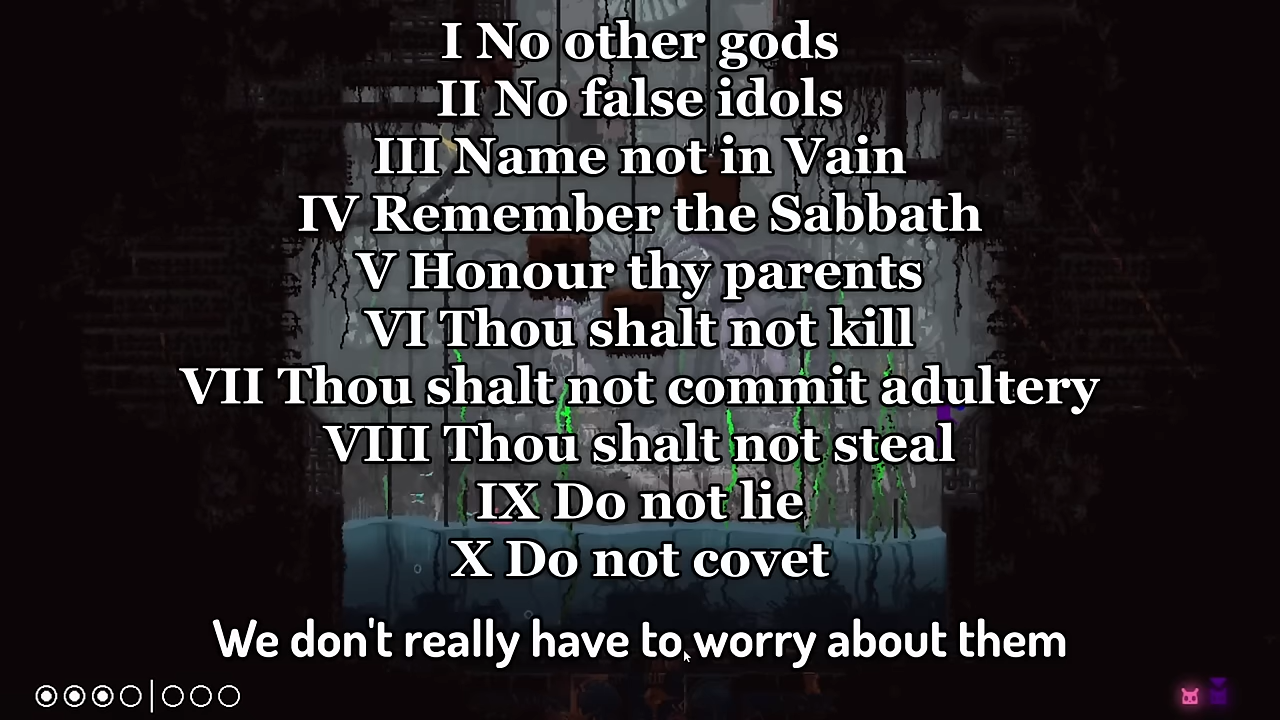 I No other gods
II No false idols
III Name not in Vain
IV Remember the Sabbath
V Honour thy parents
VI Thou shalt not kill
VII Thou shalt not commit adultery
VIII Thou shalt not steal
IX Do not lie
X Do not covet
We don't really have to worry about them